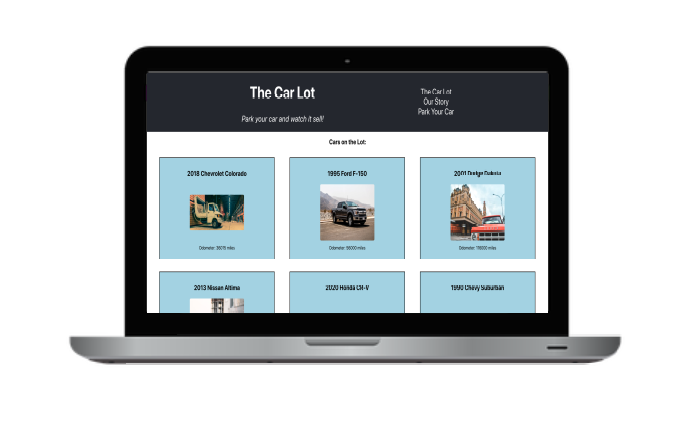 The Car Lot
Park your car and watch it sell!
The Car Lot
Our Story
Park Your Car
Cars on the Lot:
2018 Chevrolet Colorado
1995 Ford F-150
2001 Dodge Dakota
Odometer: 36015 miles
Odometer: 56000 miles
Odometer: 116000 miles
2013 Nissan Altima
2020 Honda CR-V
1990 Chevy Suburban